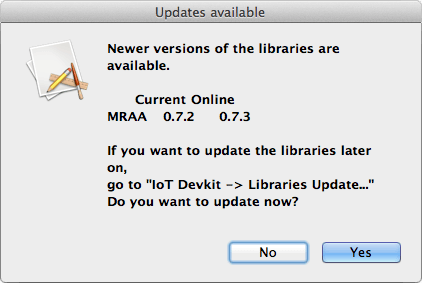 Updates available
Newer versions of the libraries are
available.
Current Online
MRAA 0.7.2 0.7.3
If you want to update the libraries later
on,
go to "IoT Devkit -> Libraries Update..."
Do you want to update now?
No Yes